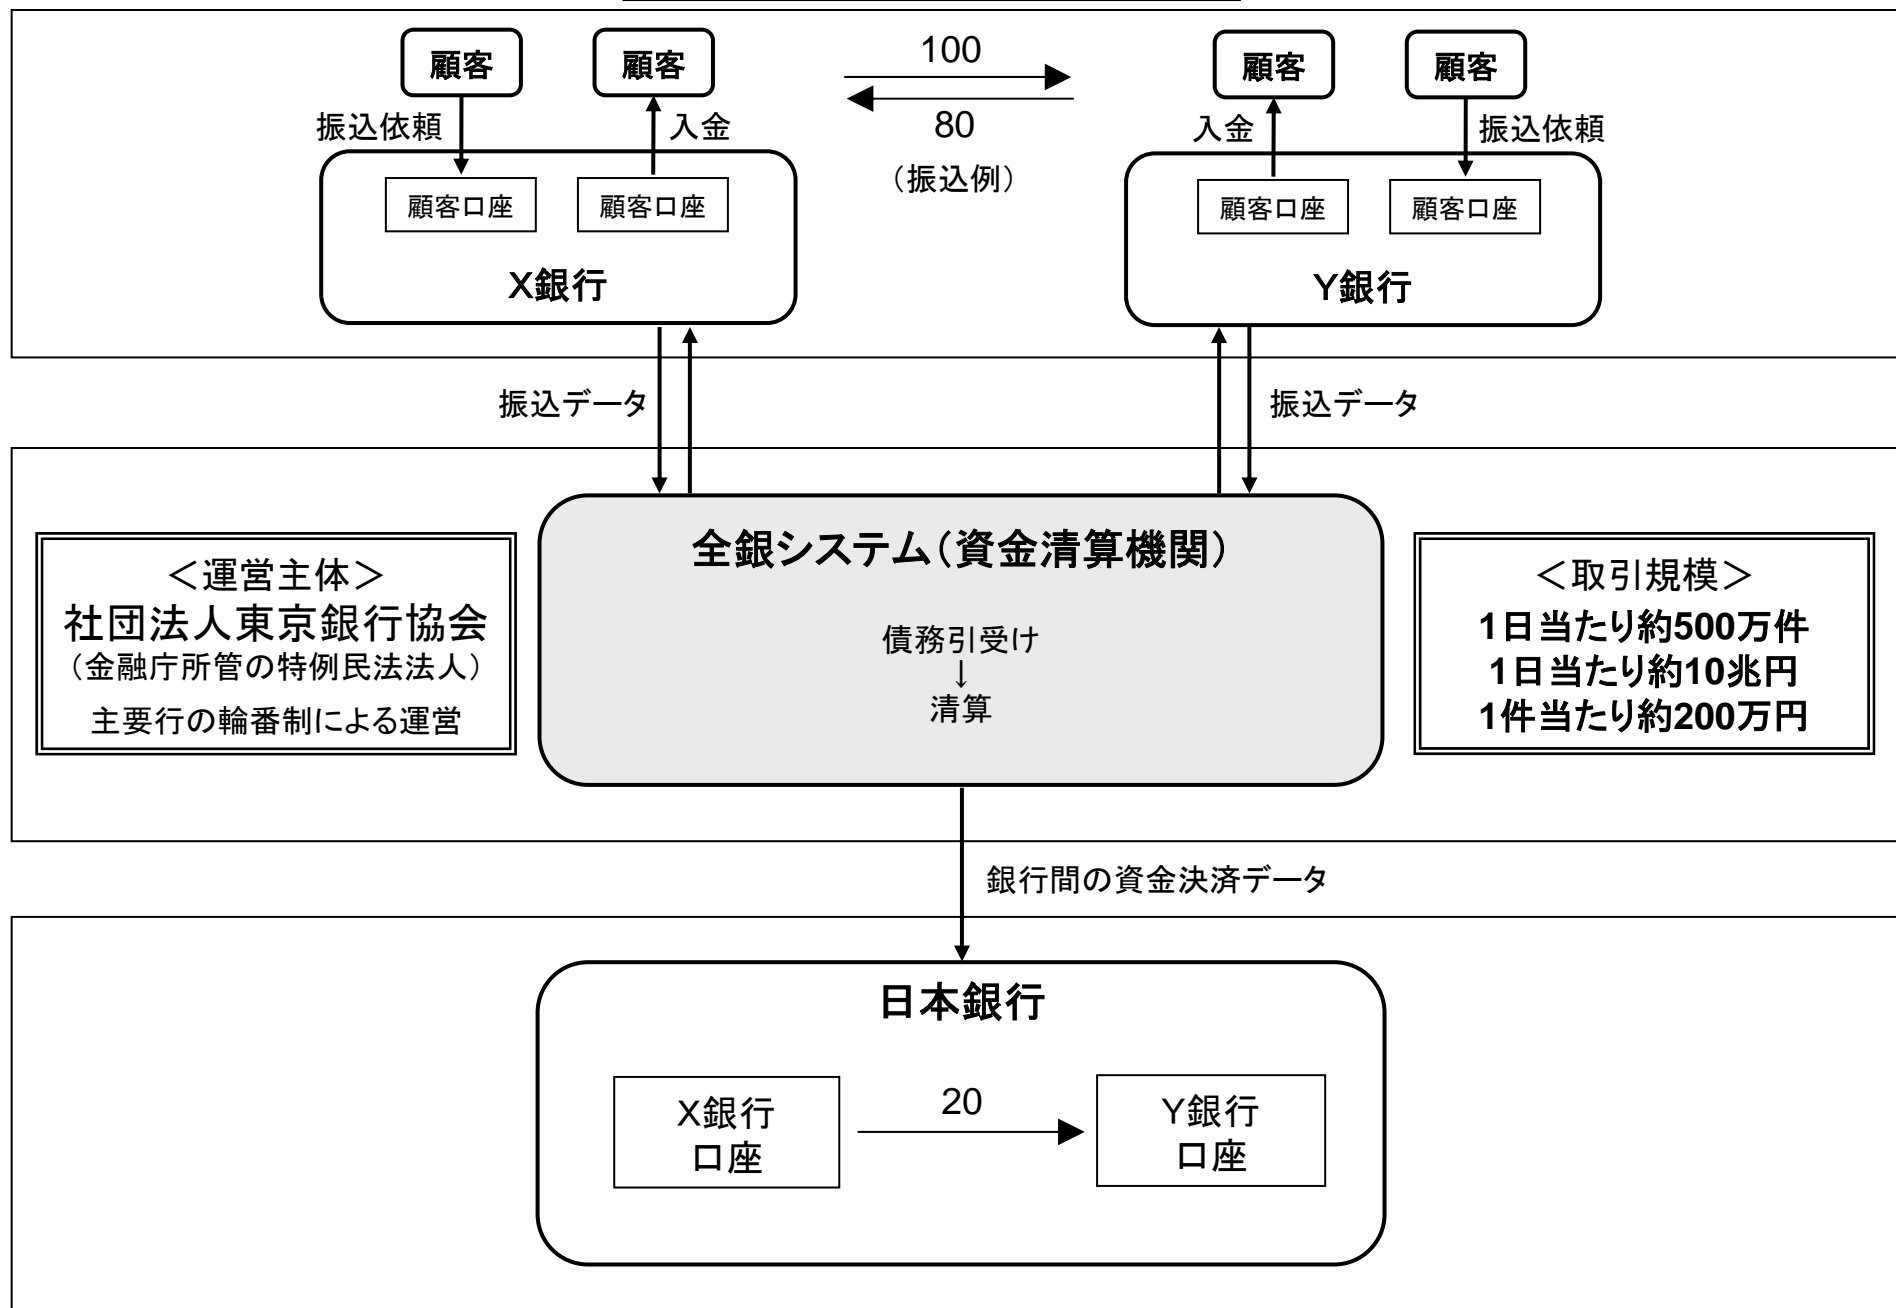 顧客
顧客
100
顧客
顧客
振込依頼
入金
80
入金
振込依頼
(振込例)
顧客口座
顧客口座
顧客口座
顧客口座
X銀行
Y銀行
振込データ
振込データ
全銀システム(資金清算機関)
債務引受け
↓
清算
<運営主体>
社団法人東京銀行協会
(金融庁所管の特例民法法人)
主要行の輪番制による運営
<取引規模>
1日当たり約500万件
1日当たり約10兆円
1件当たり約200万円
銀行間の資金決済データ
日本銀行
X銀行
口座
20
Y銀行
口座